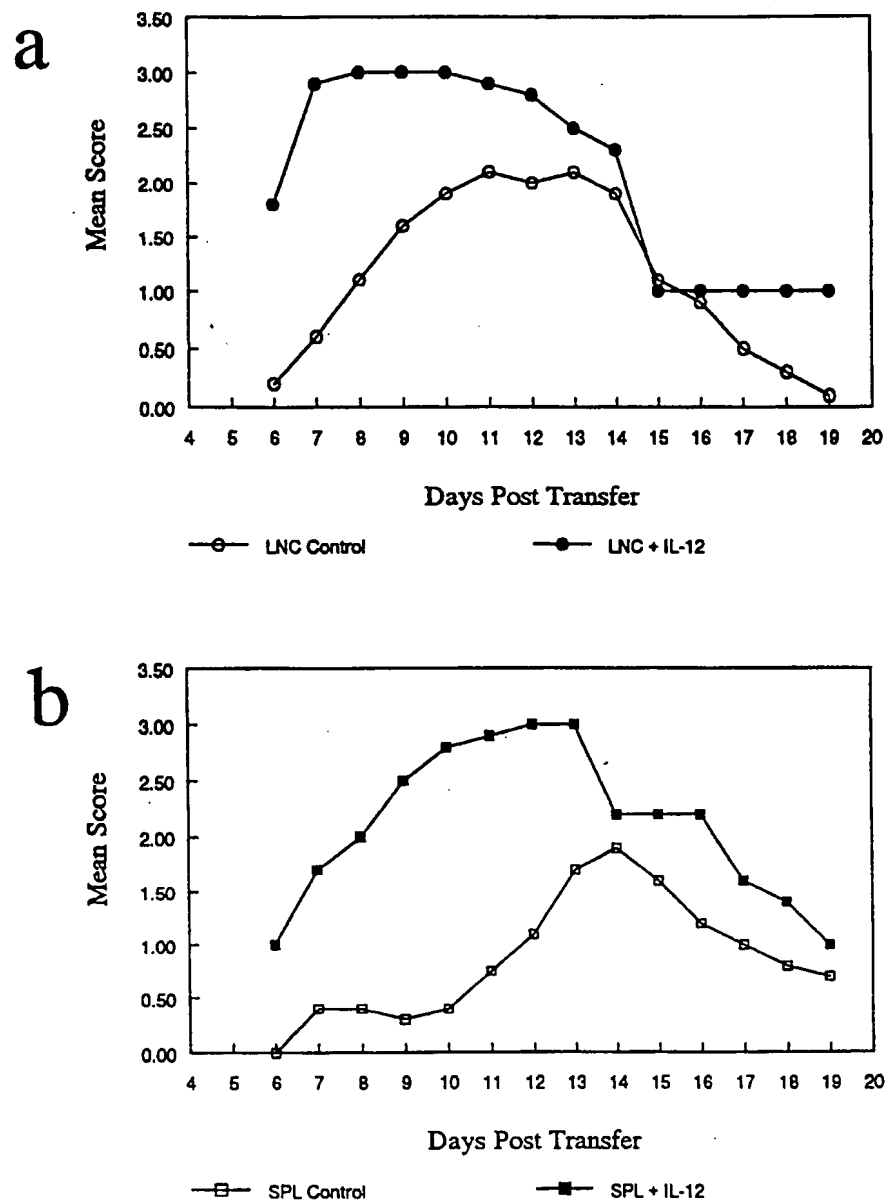 a
3.50
3.00
2.50
2.00
1.50
1.00
0.50
0.00
Mean Score
4 5 6 7 8 9 10 11 12 13 14 15 16 17 18 19 20
Days Post Transfer
LNC Control LNC + IL-12
b
3.50
3.00
2.50
2.00
1.50
1.00
0.50
0.00
Mean Score
4 5 6 7 8 9 10 11 12 13 14 15 16 17 18 19 20
Days Post Transfer
SPL Control SPL + IL-12